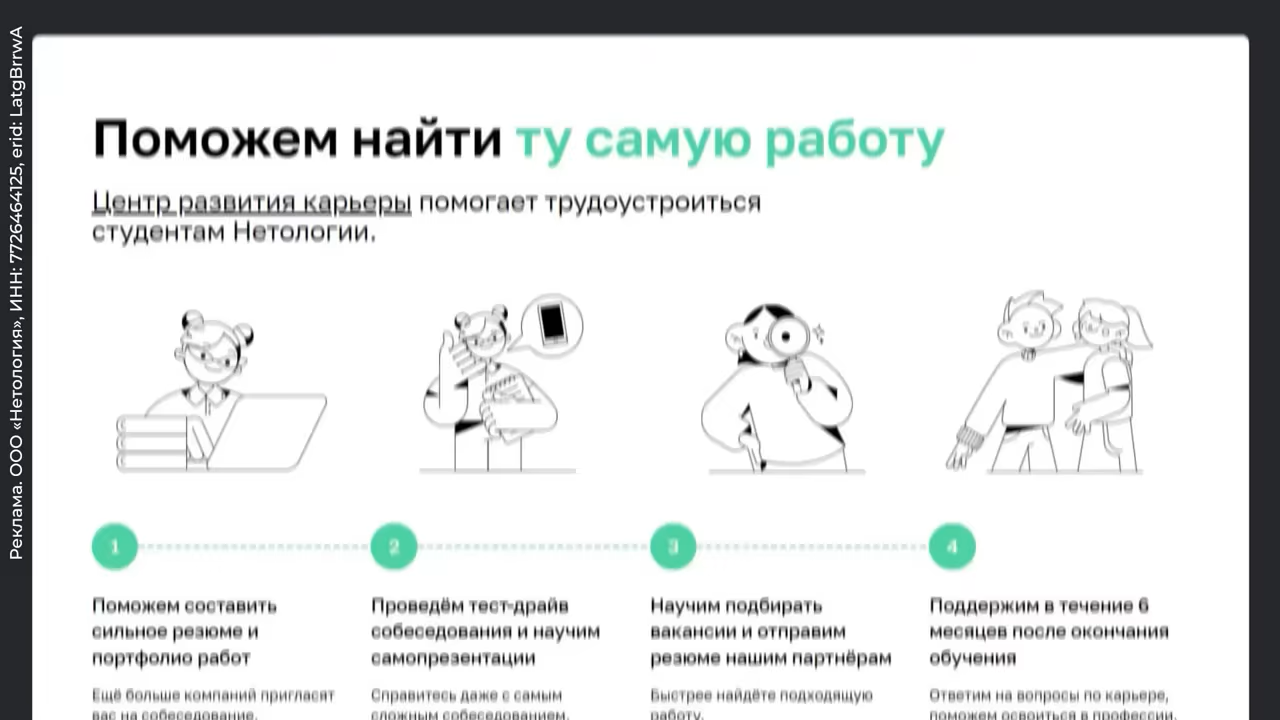 Реклама. ООО «Нетология», ИНН: 7726464125, erid: LatgBrrwA
Поможем найти ту самую работу
Центр развития карьеры помогает трудоустроиться
студентам Нетологии.
1
2
3
4
Поможем составить
сильное резюме и
портфолио работ
Ещё больше компаний пригласят
вас на собеседование.
Проведём тест-драйв
собеседования и научим
самопрезентации
Справитесь даже с самым
сложным собеседованием.
Научим подбирать
вакансии и отправим
резюме нашим партнёрам
Быстрее найдёте подходящую
работу.
Поддержим в течение 6
месяцев после окончания
обучения
Ответим на вопросы по карьере,
поможем освоиться в профессии.